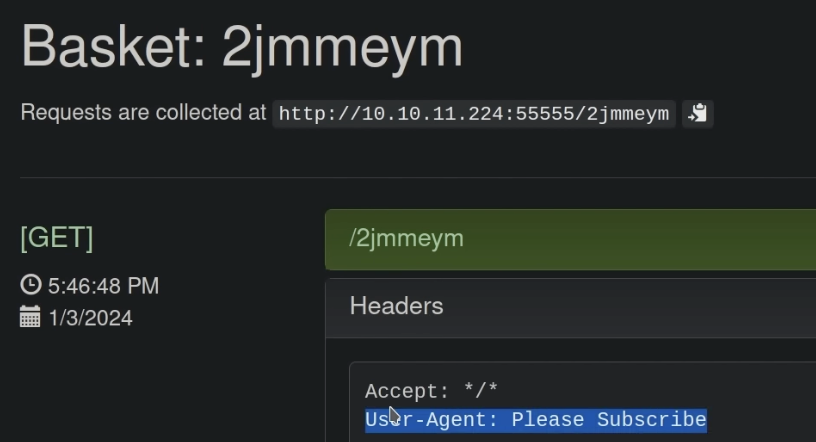 Basket: 2jmmeym
Requests are collected at http://10.10.11.224:55555/2jmmeym
[GET]
5:46:48 PM
1/3/2024
/2jmmeym
Headers
Accept: */*
User-Agent: Please Subscribe